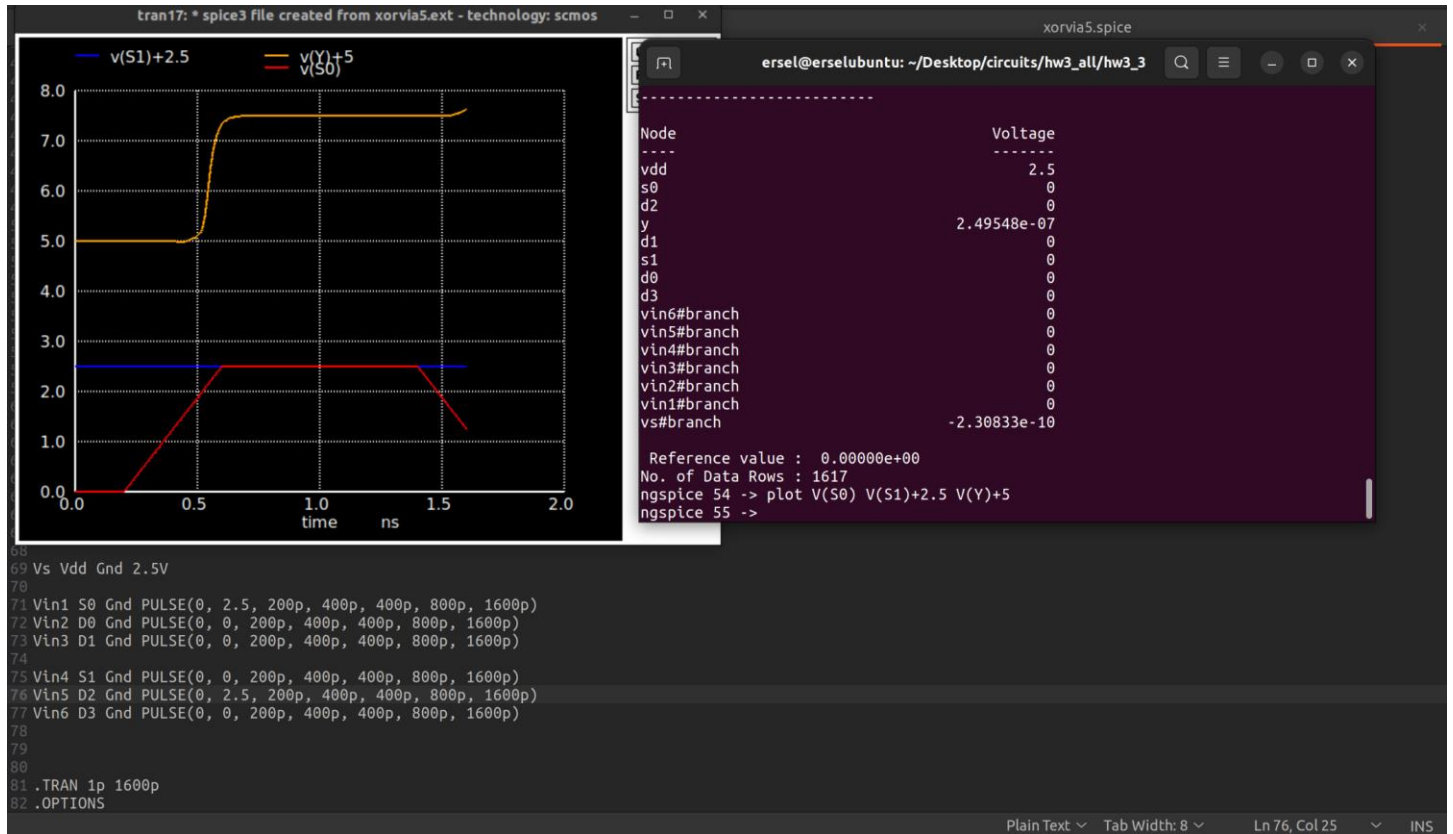 tran17: * spice3 file created from xorvia5.ext - technology: scmos
v(S1)+2.5
v(Y)+5
v(S0)
8.0
7.0
6.0
5.0
4.0
3.0
2.0
1.0
0.0
0.0 0.5 1.0 1.5 2.0
time ns
xorvia5.spice
ersel@erselubuntu: ~/Desktop/circuits/hw3_all/hw3_3
---------------------------
Node Voltage
---- -------
vdd 2.5
s0 0
d2 0
y 2.49548e-07
d1 0
s1 0
d0 0
d3 0
vin6#branch 0
vin5#branch 0
vin4#branch 0
vin3#branch 0
vin2#branch 0
vin1#branch 0
vs#branch -2.30833e-10
Reference value : 0.00000e+00
No. of Data Rows : 1617
ngspice 54 -> plot V(S0) V(S1)+2.5 V(Y)+5
ngspice 55 ->
68
69 Vs Vdd Gnd 2.5V
70
71 Vin1 S0 Gnd PULSE(0, 2.5, 200p, 400p, 400p, 800p, 1600p)
72 Vin2 D0 Gnd PULSE(0, 0, 200p, 400p, 400p, 800p, 1600p)
73 Vin3 D1 Gnd PULSE(0, 0, 200p, 400p, 400p, 800p, 1600p)
74
75 Vin4 S1 Gnd PULSE(0, 0, 200p, 400p, 400p, 800p, 1600p)
76 Vin5 D2 Gnd PULSE(0, 2.5, 200p, 400p, 400p, 800p, 1600p)
77 Vin6 D3 Gnd PULSE(0, 0, 200p, 400p, 400p, 800p, 1600p)
78
79
80
81 .TRAN 1p 1600p
82 .OPTIONS
Plain Text Tab Width: 8 Ln 76, Col 25 INS